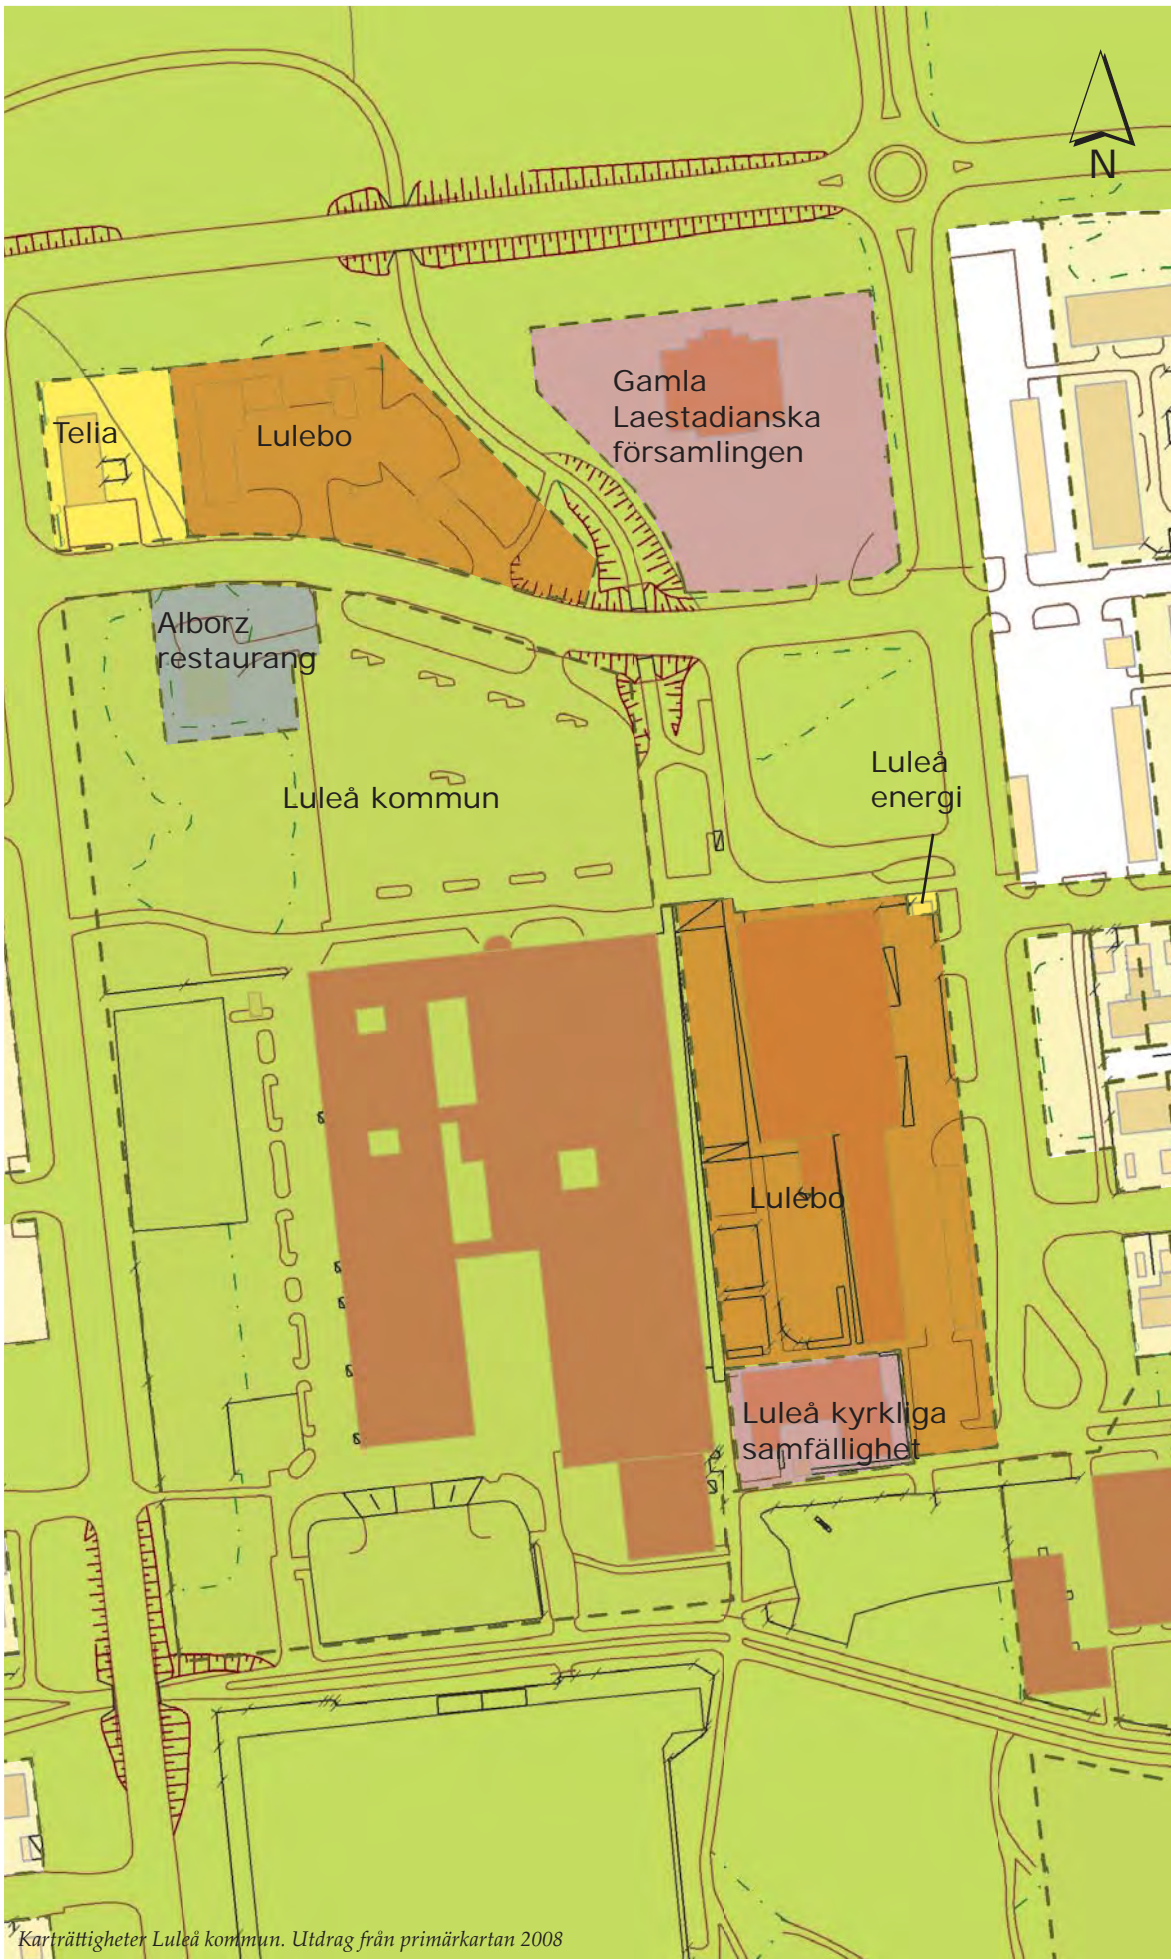 N
Gamla
Laestadianska
församlingen
Telia
Lulebo
Alborz
restaurang
Luleå
energi
Luleå kommun
Lulebo
Luleå kyrkliga
samfällighet
Karträttigheter Luleå kommun. Utdrag från primärkartan 2008